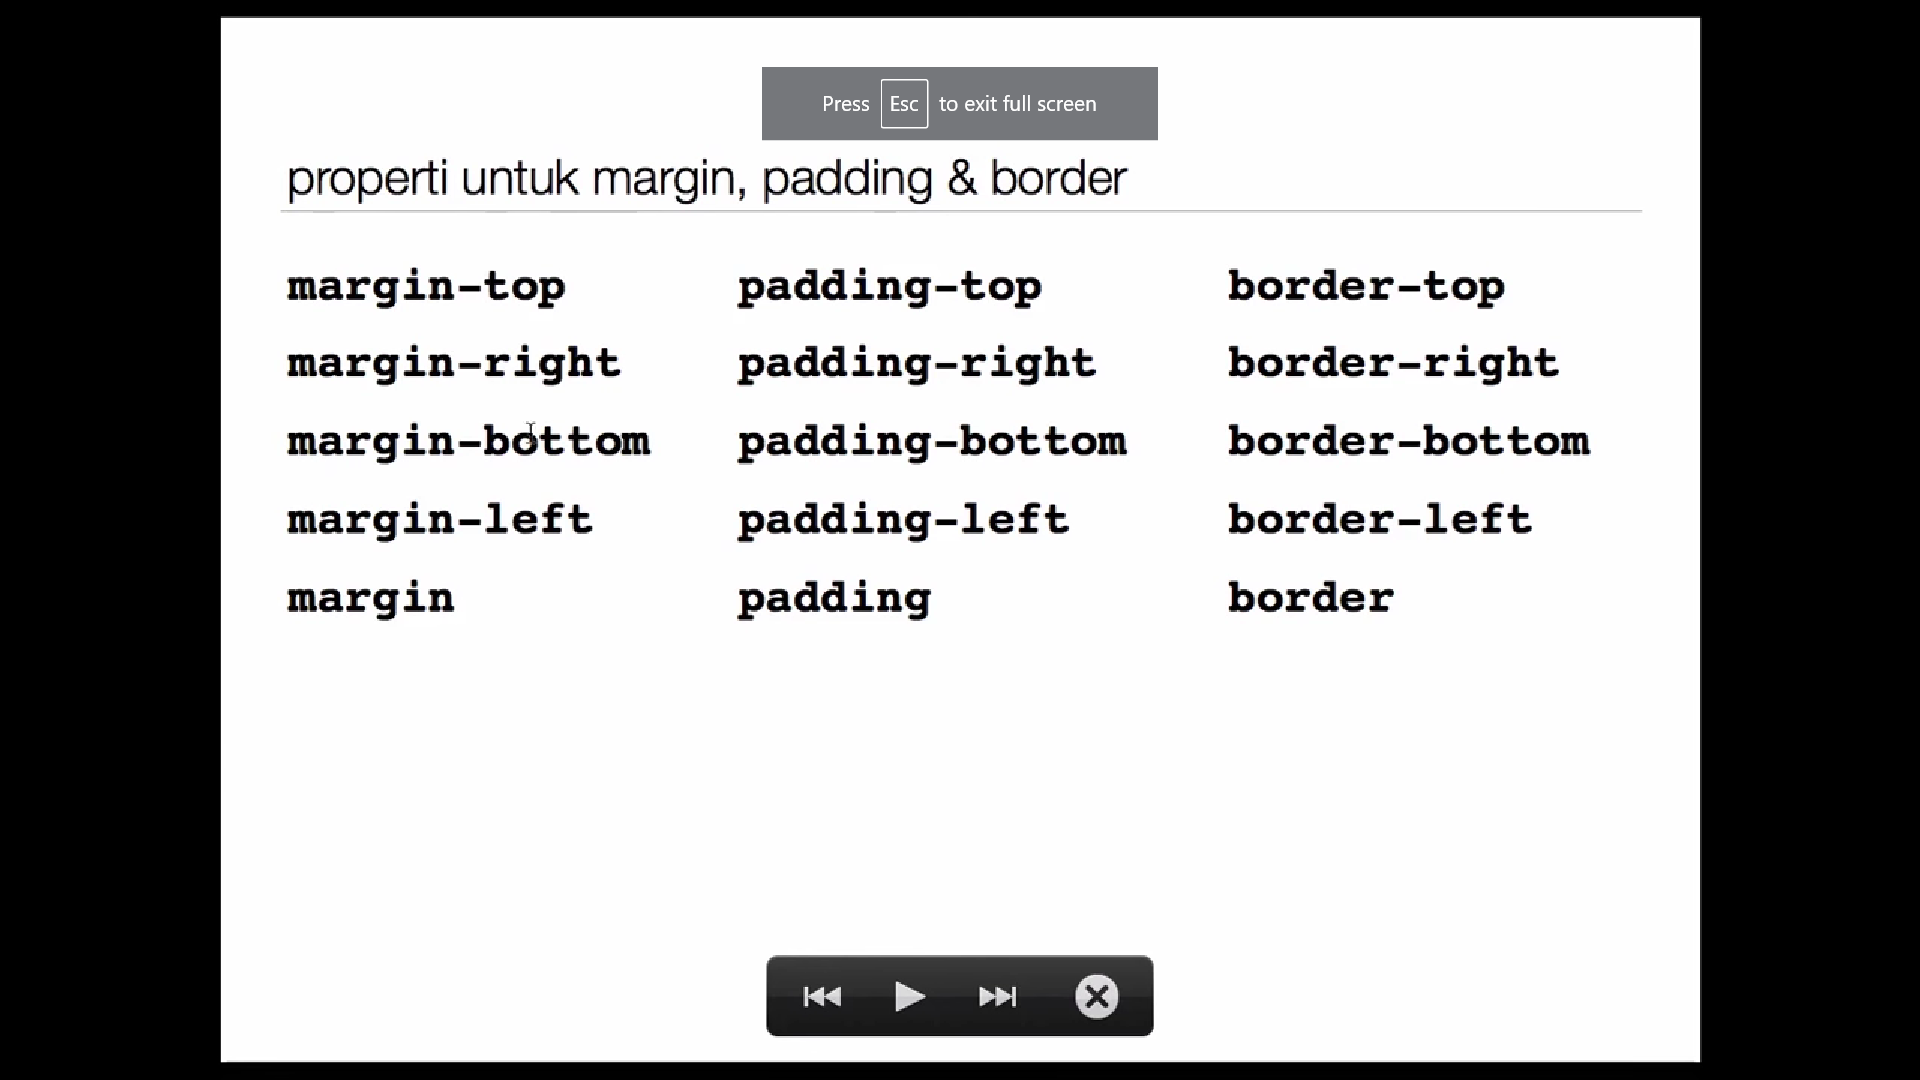 Press Esc to exit full screen
properti untuk margin, padding & border
margin-top padding-top border-top
margin-right padding-right border-right
margin-bottom padding-bottom border-bottom
margin-left padding-left border-left
margin padding border